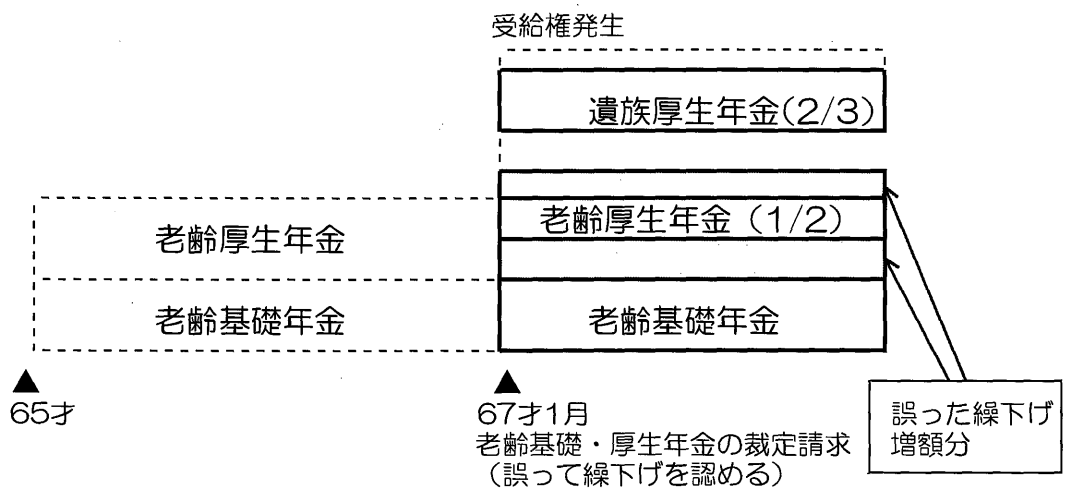 受給権発生
遺族厚生年金(2/3)
老齢厚生年金(1/2)
老齢厚生年金
老齢基礎年金
老齢基礎年金
▲
65才
▲
67才1月
老齢基礎・厚生年金の裁定請求
(誤って繰下げを認める)
誤った繰下げ
増額分